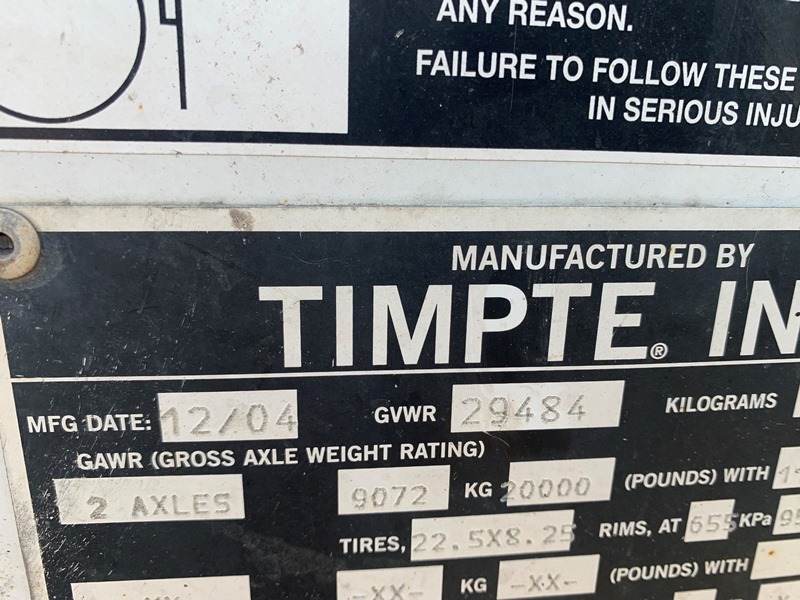 ANY REASON.
FAILURE TO FOLLOW THESE
IN SERIOUS INJU
MANUFACTURED BY
TIMPTE® IN
MFG DATE: 12/04 GVWR 29484 KILOGRAMS
GAWR (GROSS AXLE WEIGHT RATING)
2 AXLES 9072 KG 20000 (POUNDS) WITH
TIRES, 22.5X8.25 RIMS, AT 655 KPa 95
-XX- KG -XX- (POUNDS) WITH